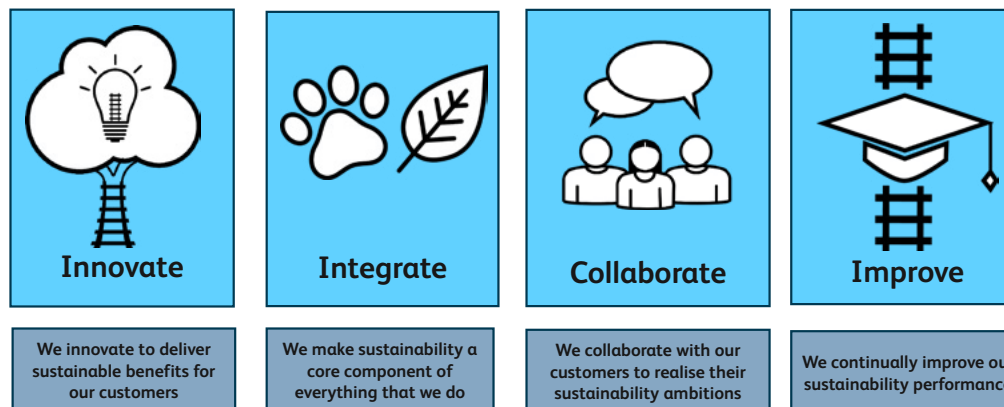 Innovate
We innovate to deliver
sustainable benefits for
our customers
Integrate
We make sustainability a
core component of
everything that we do
Collaborate
We collaborate with our
customers to realise their
sustainability ambitions
Improve
We continually improve ou
sustainability performance